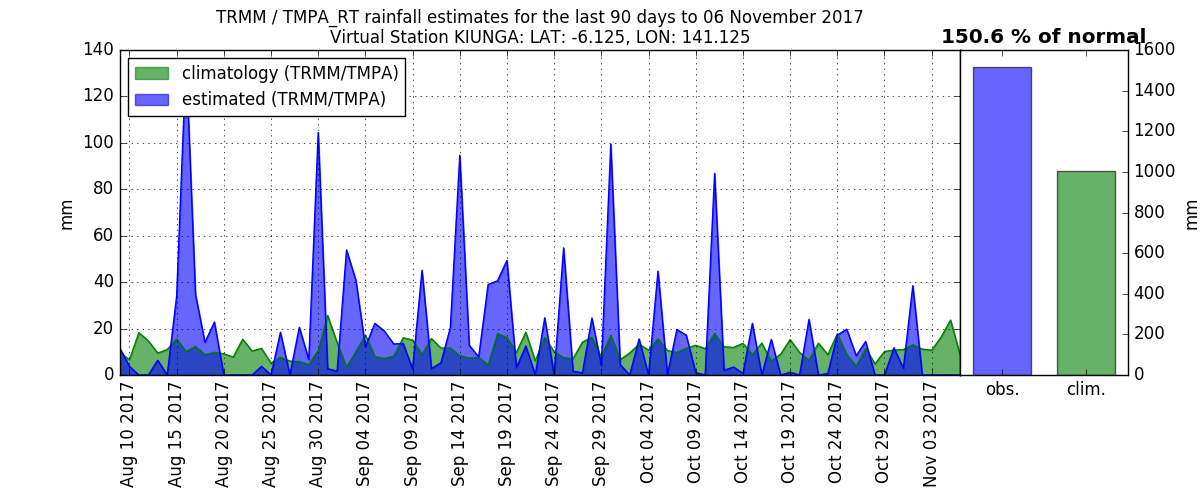 TRMM / TMPA_RT rainfall estimates for the last 90 days to 06 November 2017
Virtual Station KIUNGA: LAT: -6.125, LON: 141.125
150.6 % of normal
climatology (TRMM/TMPA)
estimated (TRMM/TMPA)
mm
140
120
100
80
60
40
20
0
Aug 10 2017
Aug 15 2017
Aug 20 2017
Aug 25 2017
Aug 30 2017
Sep 04 2017
Sep 09 2017
Sep 14 2017
Sep 19 2017
Sep 24 2017
Sep 29 2017
Oct 04 2017
Oct 09 2017
Oct 14 2017
Oct 19 2017
Oct 24 2017
Oct 29 2017
Nov 03 2017
obs.
clim.
1600
1400
1200
1000
800
600
400
200
0
mm